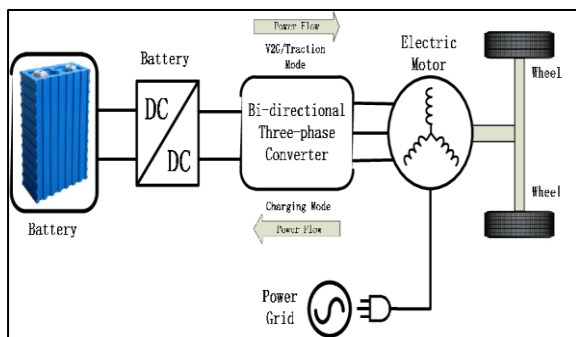 Power Flow
V2G/Traction
Mode
Electric
Motor
Battery
DC
DC
Bi-directional
Three-phase
Converter
Wheel
Wheel
Battery
Charging Mode
Power Flow
Power
Grid